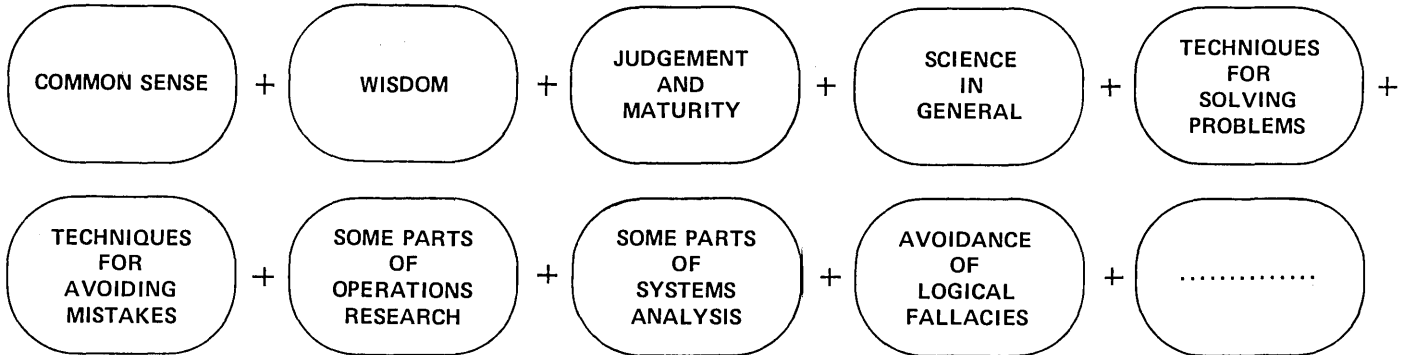 COMMON SENSE
+
WISDOM
+
JUDGEMENT
AND
MATURITY
+
SCIENCE
IN
GENERAL
+
TECHNIQUES
FOR
SOLVING
PROBLEMS
+
TECHNIQUES
FOR
AVOIDING
MISTAKES
+
SOME PARTS
OF
OPERATIONS
RESEARCH
+
SOME PARTS
OF
SYSTEMS
ANALYSIS
+
AVOIDANCE
OF
LOGICAL
FALLACIES
+
..............